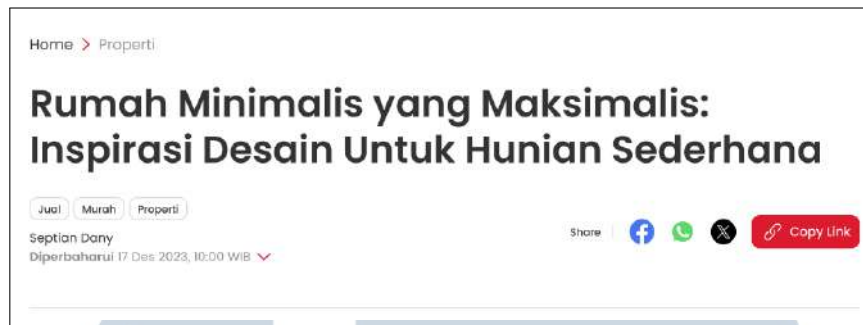 Home > Properti
Rumah Minimalis yang Maksimalis:
Inspirasi Desain Untuk Hunian Sederhana
Jual Murah Properti
Septian Dany
Share Copy Link
Diperbaharui 17 Des 2023, 10:00 WIB